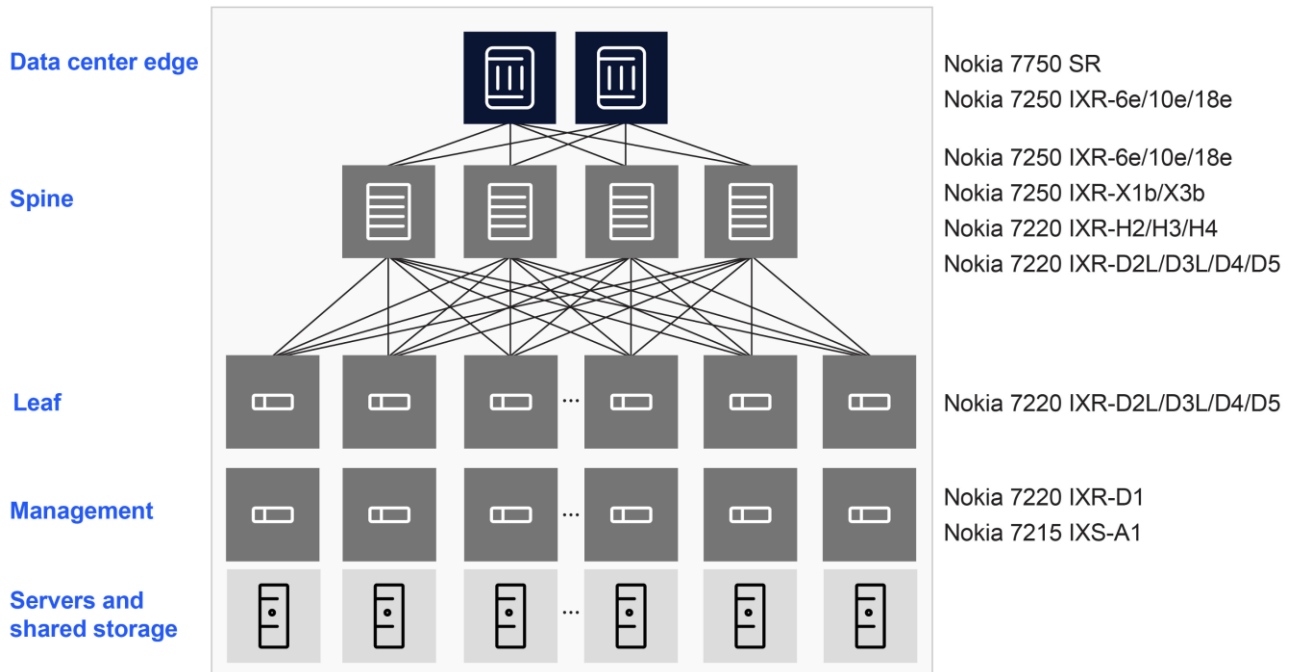 Data center edge
Nokia 7750 SR
Nokia 7250 IXR-6e/10e/18e
Spine
Nokia 7250 IXR-6e/10e/18e
Nokia 7250 IXR-X1b/X3b
Nokia 7220 IXR-H2/H3/H4
Nokia 7220 IXR-D2L/D3L/D4/D5
Leaf
...
Nokia 7220 IXR-D2L/D3L/D4/D5
Management
...
Nokia 7220 IXR-D1
Nokia 7215 IXS-A1
Servers and
shared storage
...